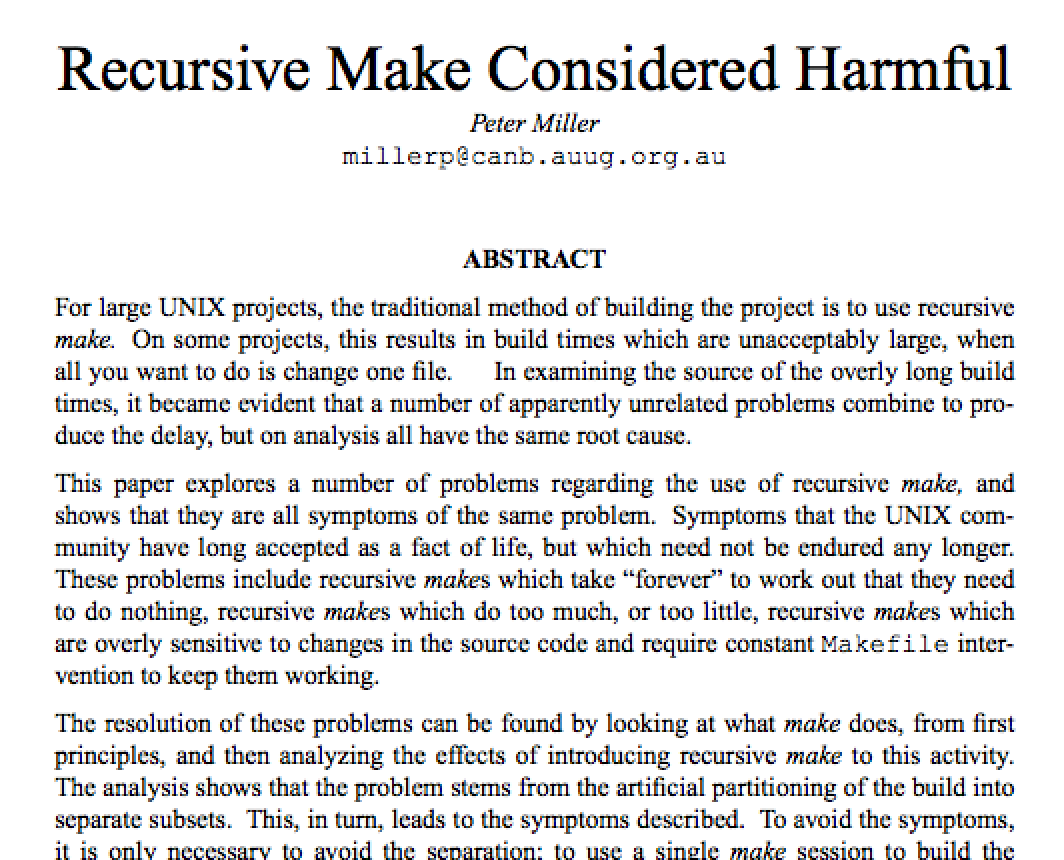 Recursive Make Considered Harmful
Peter Miller
millerp@canb.auug.org.au
ABSTRACT
For large UNIX projects, the traditional method of building the project is to use recursive
make. On some projects, this results in build times which are unacceptably large, when
all you want to do is change one file. In examining the source of the overly long build
times, it became evident that a number of apparently unrelated problems combine to pro-
duce the delay, but on analysis all have the same root cause.
This paper explores a number of problems regarding the use of recursive make, and
shows that they are all symptoms of the same problem. Symptoms that the UNIX com-
munity have long accepted as a fact of life, but which need not be endured any longer.
These problems include recursive makes which take “forever” to work out that they need
to do nothing, recursive makes which do too much, or too little, recursive makes which
are overly sensitive to changes in the source code and require constant Makefile inter-
vention to keep them working.
The resolution of these problems can be found by looking at what make does, from first
principles, and then analyzing the effects of introducing recursive make to this activity.
The analysis shows that the problem stems from the artificial partitioning of the build into
separate subsets. This, in turn, leads to the symptoms described. To avoid the symptoms,
it is only necessary to avoid the separation; to use a single make session to build the